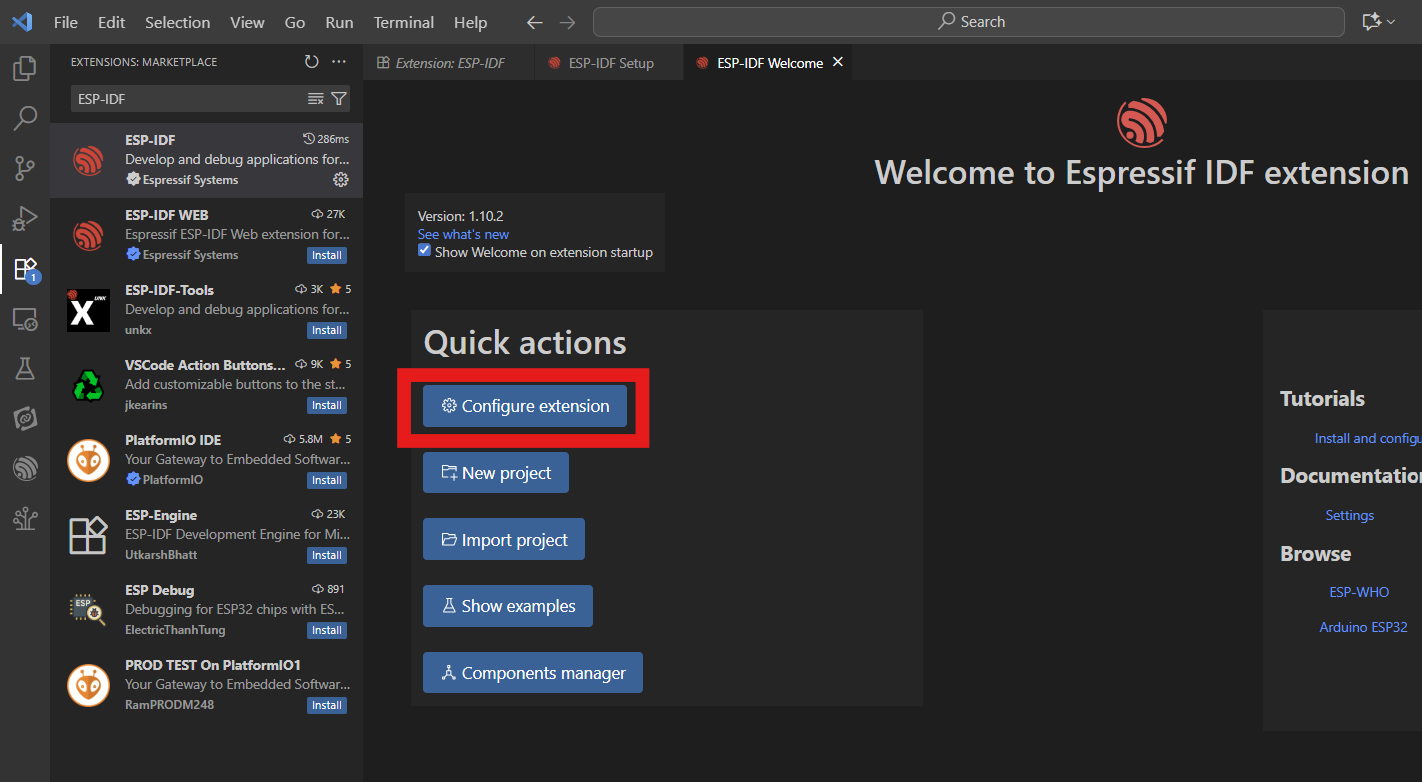 File Edit Selection View Go Run Terminal Help
Search
EXTENSIONS: MARKETPLACE
ESP-IDF
ESP-IDF 286ms
Develop and debug applications for...
Espressif Systems
ESP-IDF WEB 27K
Espressif ESP-IDF Web extension for...
Espressif Systems Install
ESP-IDF-Tools 3K 5
Develop and debug applications for...
unkx Install
VSCode Action Buttons... 9K 5
Add customizable buttons to the st...
jkearins Install
PlatformIO IDE 5.8M 5
Your Gateway to Embedded Softwar...
PlatformIO Install
ESP-Engine 23K
ESP-IDF Development Engine for Mi...
UtkarshBhatt Install
ESP Debug 891
Debugging for ESP32 chips with ES...
ElectricThanhTung Install
PROD TEST On PlatformIO1
Your Gateway to Embedded Softwar...
RamPRODM248 Install
1
X UNK
ESP
Extension: ESP-IDF ESP-IDF Setup ESP-IDF Welcome
Welcome to Espressif IDF extension
Version: 1.10.2
See what's new
Show Welcome on extension startup
Quick actions
Configure extension
New project
Import project
Show examples
Components manager
Tutorials
Install and configu
Documentation
Settings
Browse
ESP-WHO
Arduino ESP32